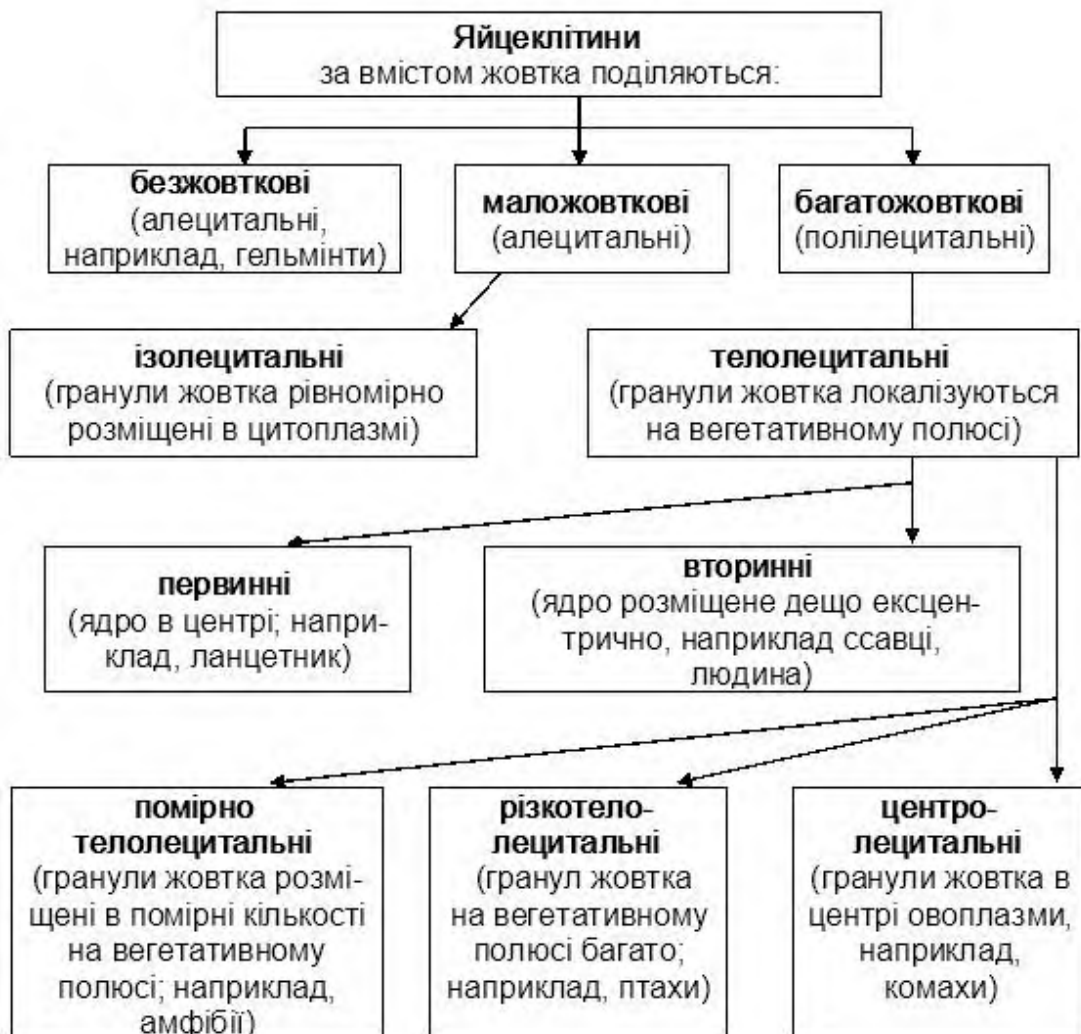 Яйцеклітини
за вмістом жовтка поділяються:
безжовткові
(алецитальні,
наприклад, гельмінти)
маложовткові
(алецитальні)
багатожовткові
(полілецитальні)
ізолецитальні
(гранули жовтка рівномірно
розміщені в цитоплазмі)
телолецитальні
(гранули жовтка локалізуються
на вегетативному полюсі)
первинні
(ядро в центрі; напри-
клад, ланцетник)
вторинні
(ядро розміщене дещо ексцен-
трично, наприклад ссавці,
людина)
помірно
телолецитальні
(гранули жовтка розмі-
щені в помірні кількості
на вегетативному
полюсі; наприклад,
амфібії)
різкотело-
лецитальні
(гранул жовтка
на вегетативному
полюсі багато;
наприклад, птахи)
центро-
лецитальні
(гранули жовтка в
центрі овоплазми,
наприклад,
комахи)